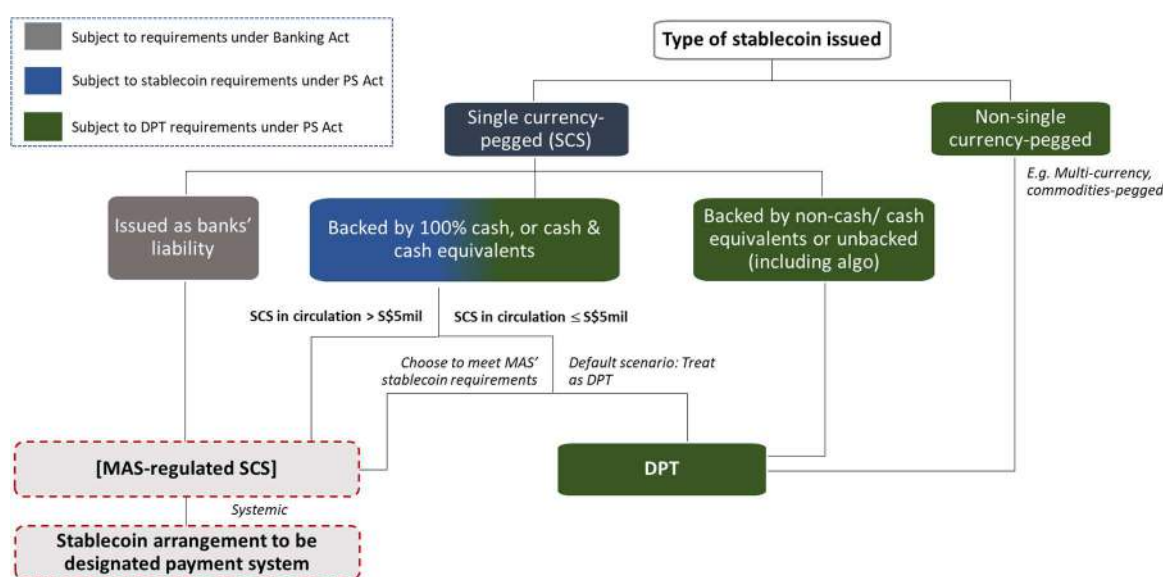 Subject to requirements under Banking Act
Subject to stablecoin requirements under PS Act
Subject to DPT requirements under PS Act
Type of stablecoin issued
Single currency-
pegged (SCS)
Non-single
currency-pegged
E.g. Multi-currency,
commodities-pegged
Issued as banks’
liability
Backed by 100% cash, or cash &
cash equivalents
Backed by non-cash/ cash
equivalents or unbacked
(including algo)
SCS in circulation > S$5mil
SCS in circulation ≤ S$5mil
Choose to meet MAS’
stablecoin requirements
Default scenario: Treat
as DPT
[MAS-regulated SCS]
DPT
Systemic
Stablecoin arrangement to be
designated payment system